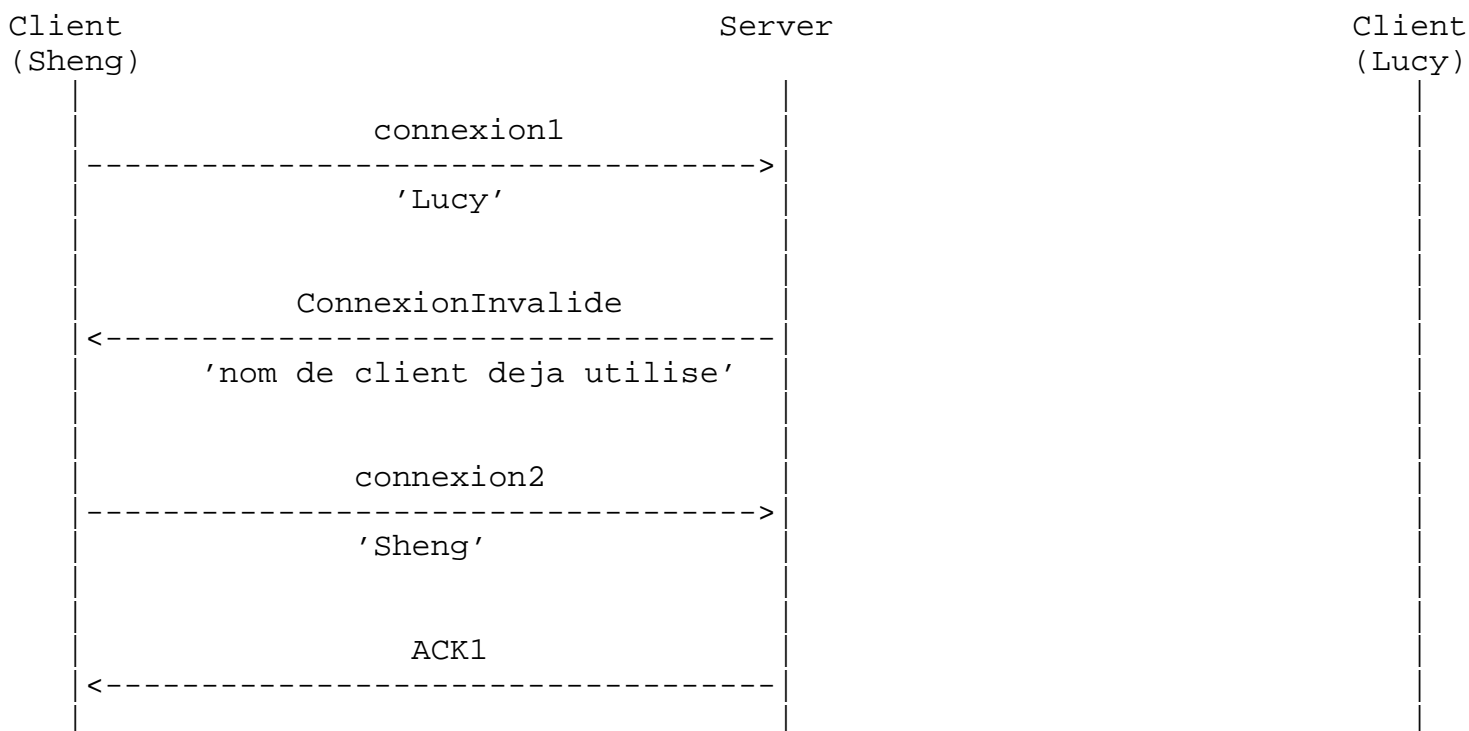 Client Server Client
(Sheng) (Lucy)
connexion1
'Lucy'
ConnexionInvalide
'nom de client deja utilise'
connexion2
'Sheng'
ACK1